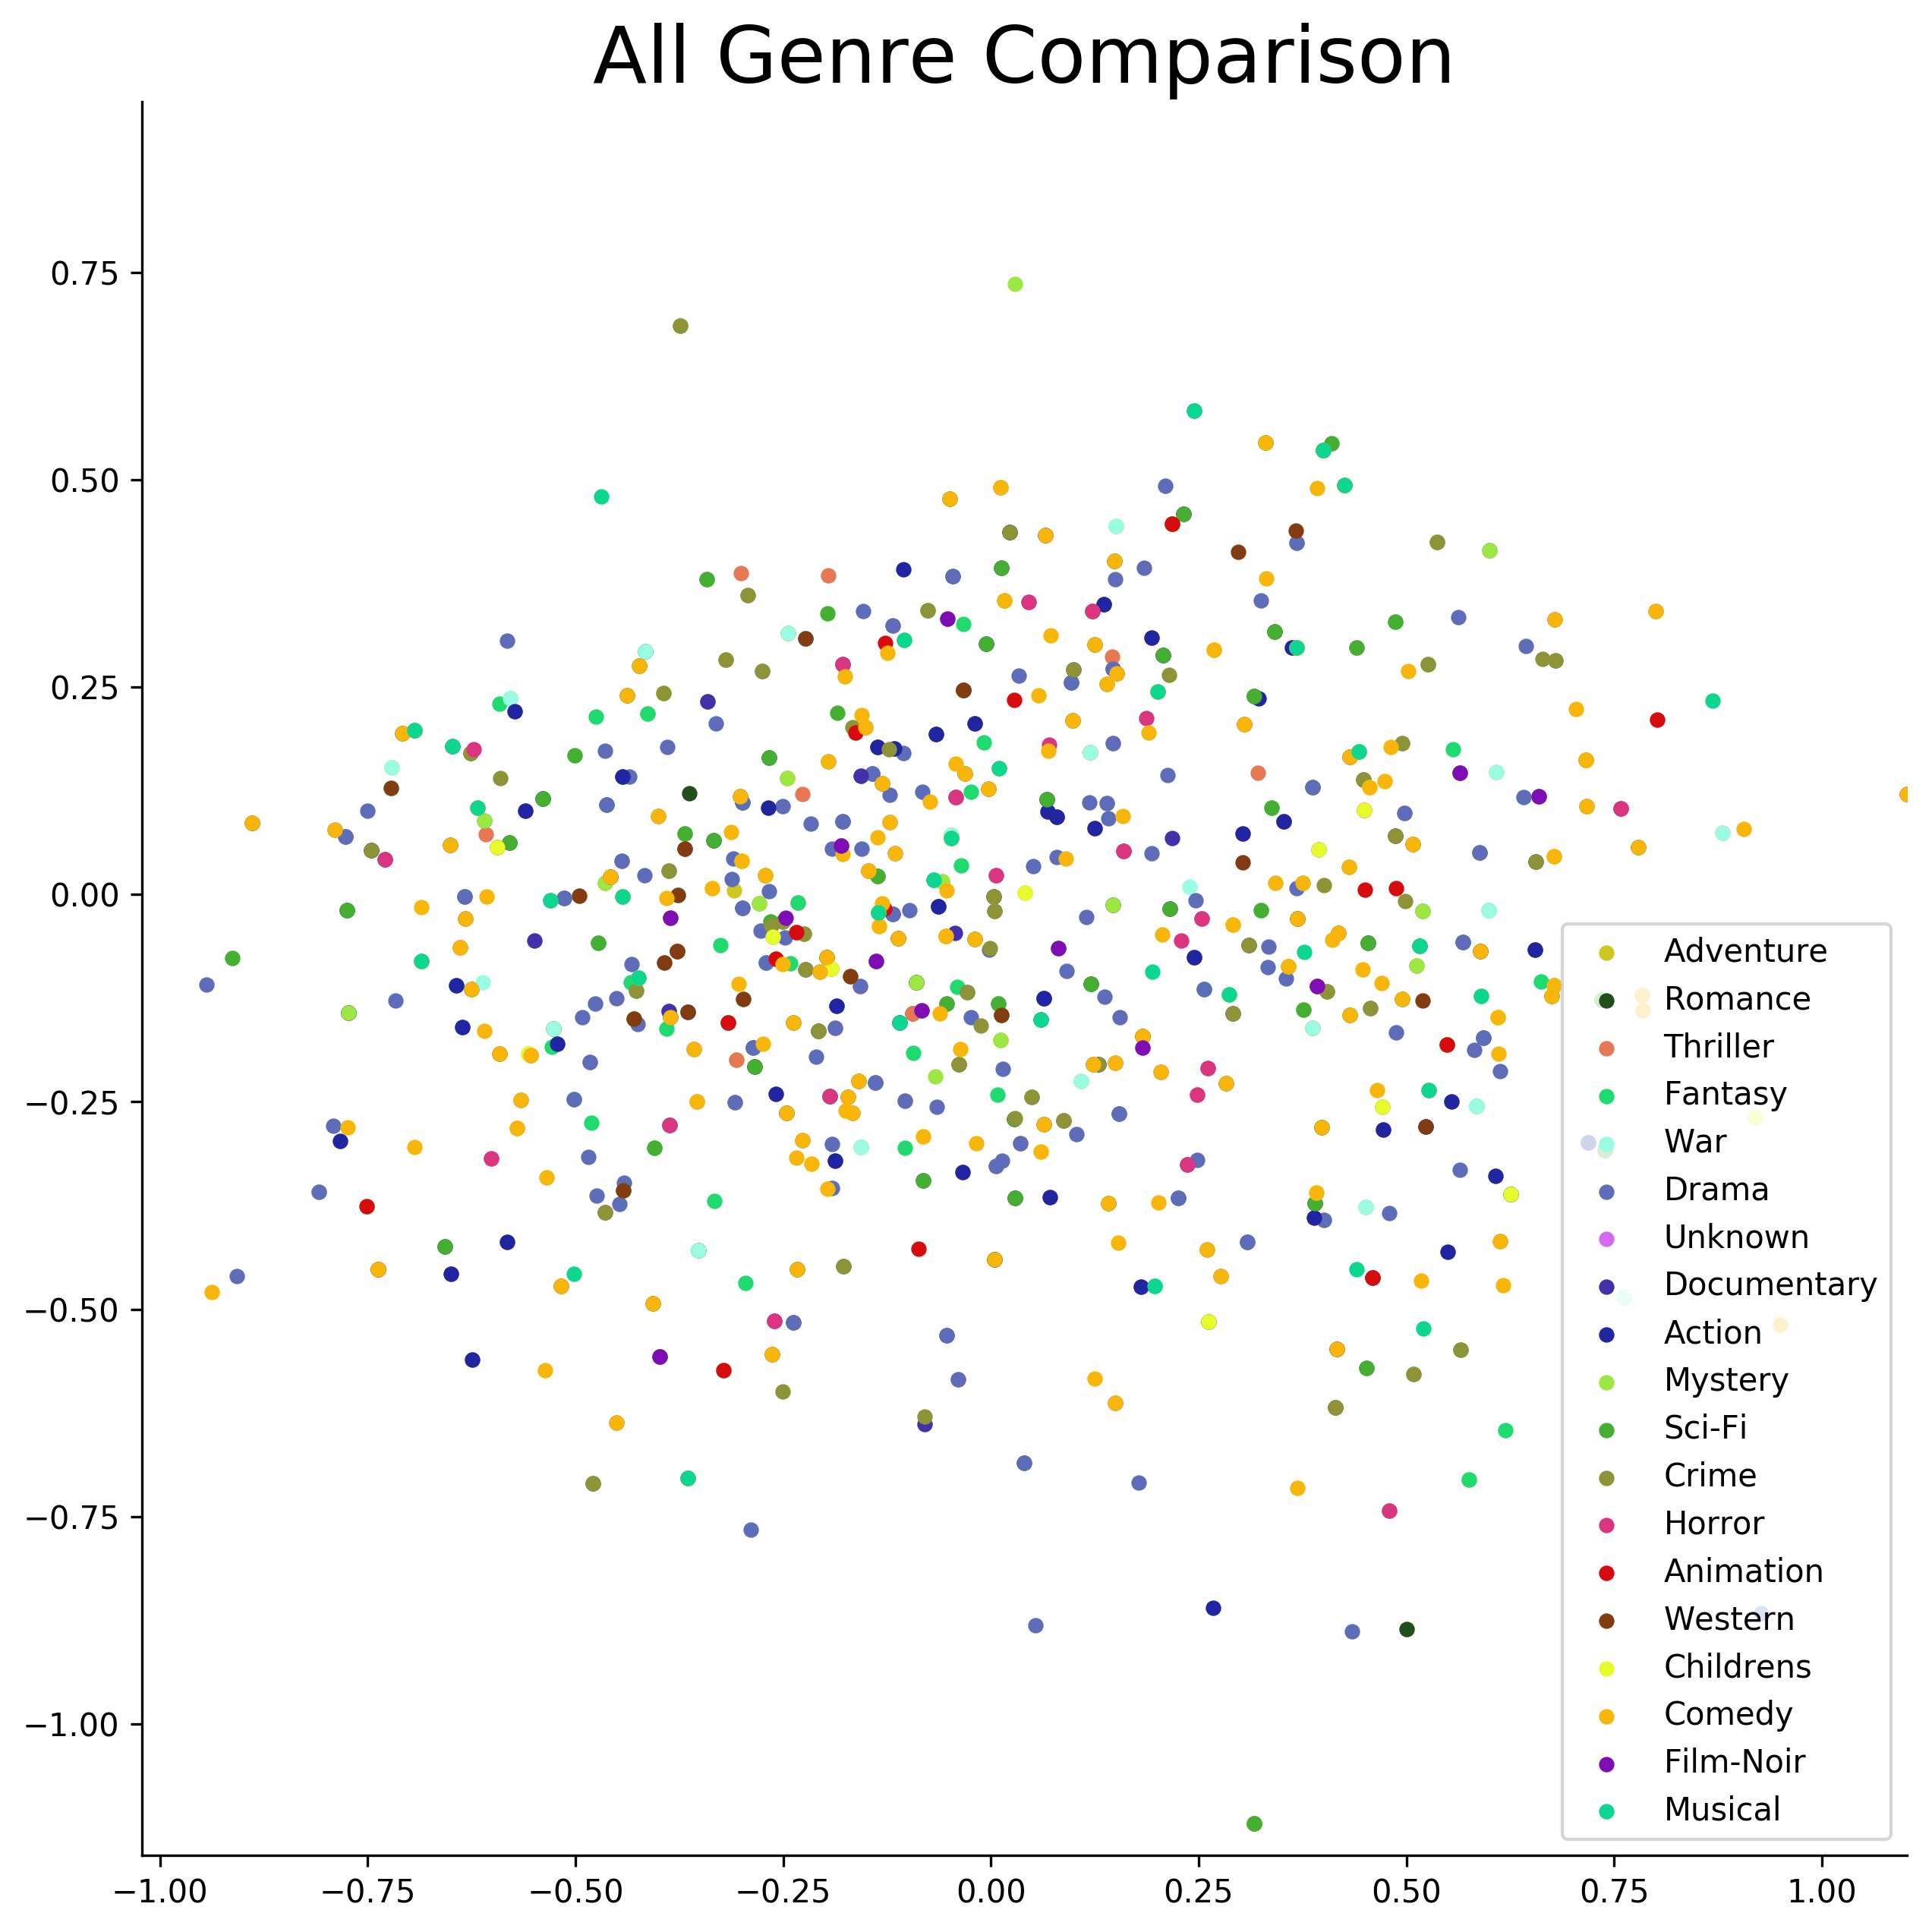 All Genre Comparison
0.75
0.50
0.25
0.00
−0.25
−0.50
−0.75
−1.00
−1.00 −0.75 −0.50 −0.25 0.00 0.25 0.50 0.75 1.00
Adventure
Romance
Thriller
Fantasy
War
Drama
Unknown
Documentary
Action
Mystery
Sci-Fi
Crime
Horror
Animation
Western
Childrens
Comedy
Film-Noir
Musical